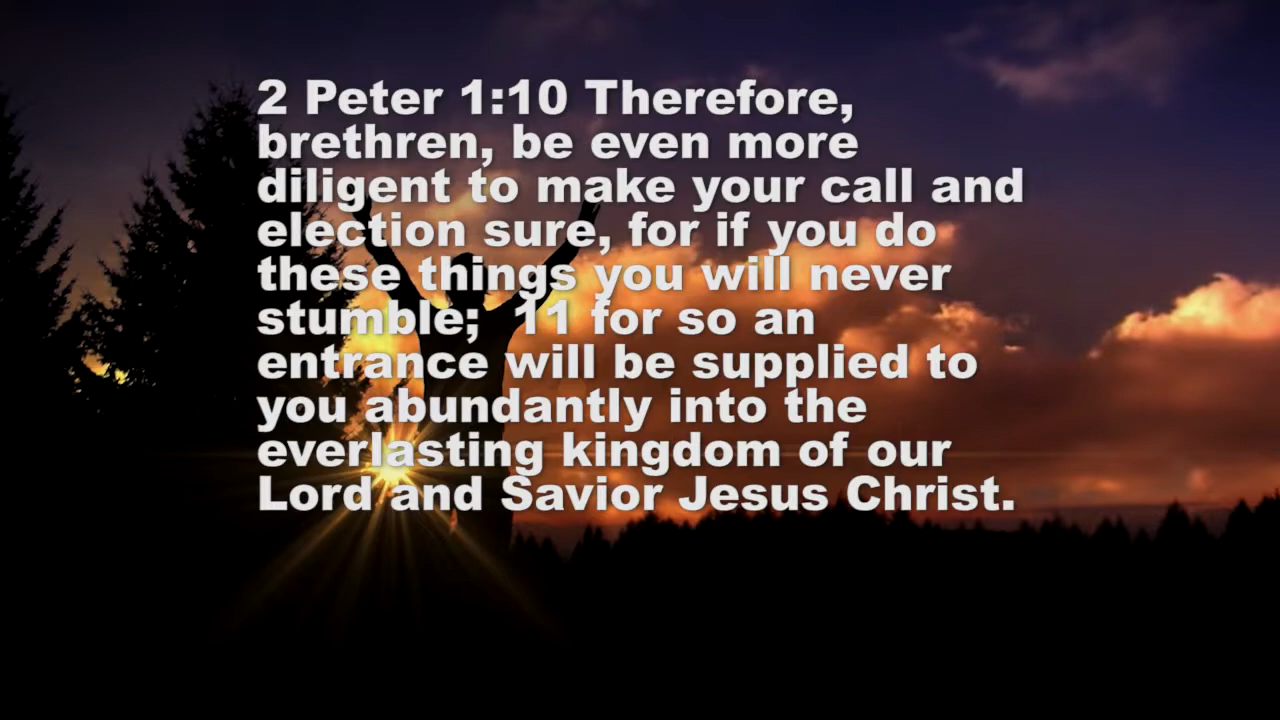 2 Peter 1:10 Therefore,
brethren, be even more
diligent to make your call and
election sure, for if you do
these things you will never
stumble;  11 for so an
entrance will be supplied to
you abundantly into the
everlasting kingdom of our
Lord and Savior Jesus Christ.